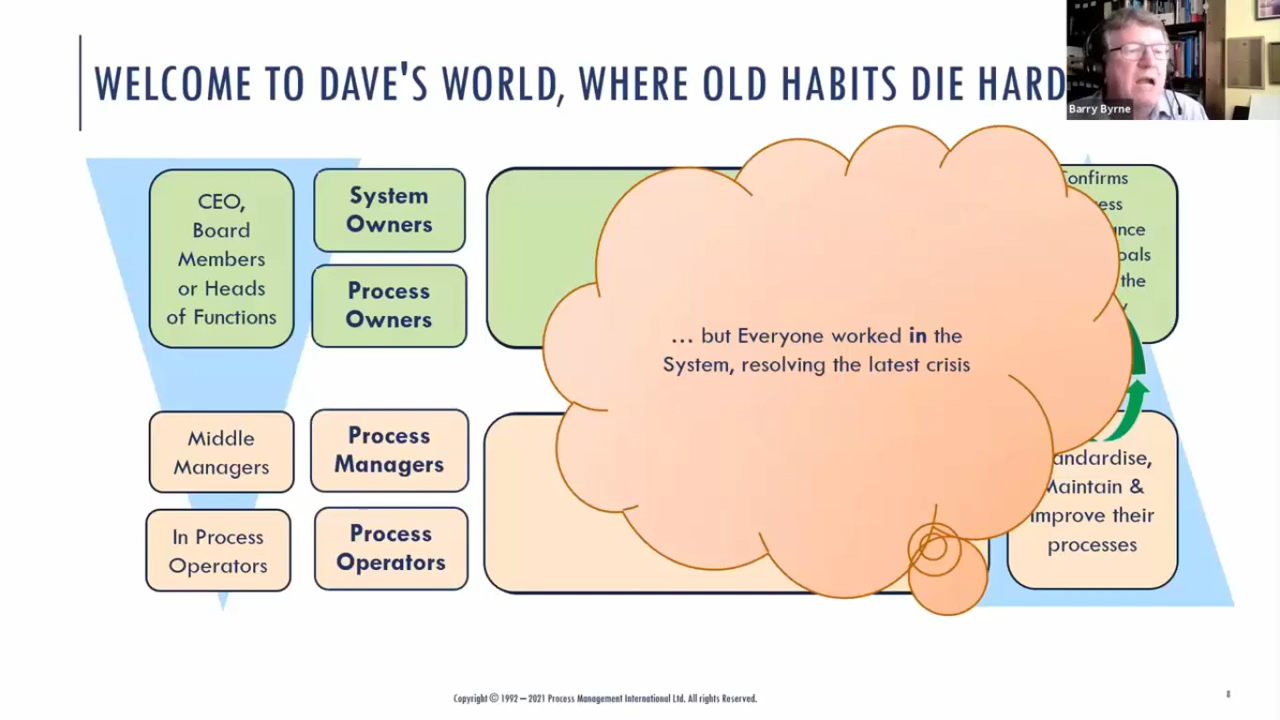 WELCOME TO DAVE'S WORLD, WHERE OLD HABITS DIE HARD
Barry Byrne
CEO,
Board
Members
or Heads
of Functions
System
Owners
Process
Owners
... but Everyone worked in the
System, resolving the latest crisis
the
Middle
Managers
Process
Managers
In Process
Operators
Process
Operators
Maintain &
improve their
processes
Copyright © 1992 – 2021 Process Management International Ltd. All rights Reserved.
8